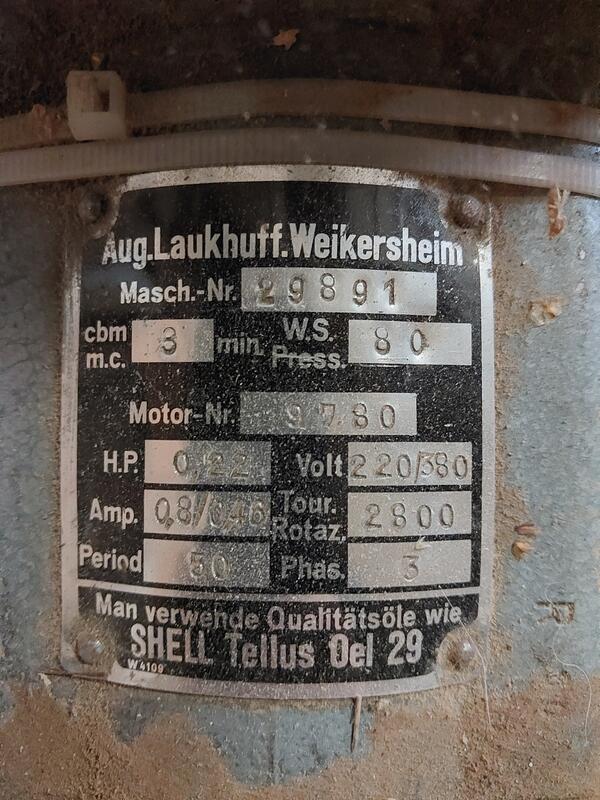 Aug.Laukhuff.Weikersheim
Masch.-Nr. 29891
cbm m.c. 8 min. W.S. Press. 80
Motor-Nr. 9780
H.P. 0,22 Volt 220/380
Amp. 0,8/0,46 Tour. Rotaz. 2800
Period 50 Phas. 3
Man verwende Qualitätsöle wie
SHELL Tellus Oel 29
W4109